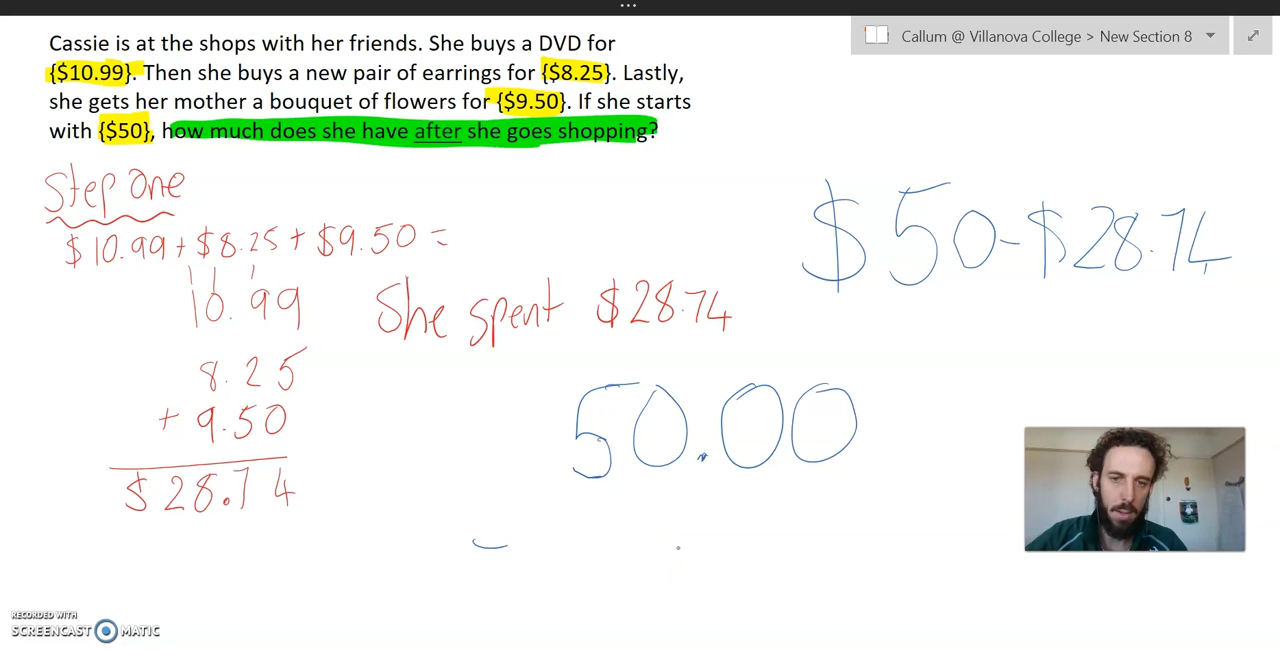 Cassie is at the shops with her friends. She buys a DVD for
{$10.99}. Then she buys a new pair of earrings for {$8.25}. Lastly,
she gets her mother a bouquet of flowers for {$9.50}. If she starts
with {$50}, how much does she have after she goes shopping?
Callum @ Villanova College > New Section 8
Step One
$10.99 + $8.25 + $9.50 =
1 1 1
10.99
8.25
+ 9.50
$28.74
She spent $28.74
$50 - $28.74
50.00
-
RECORDED WITH
SCREENCAST MATIC